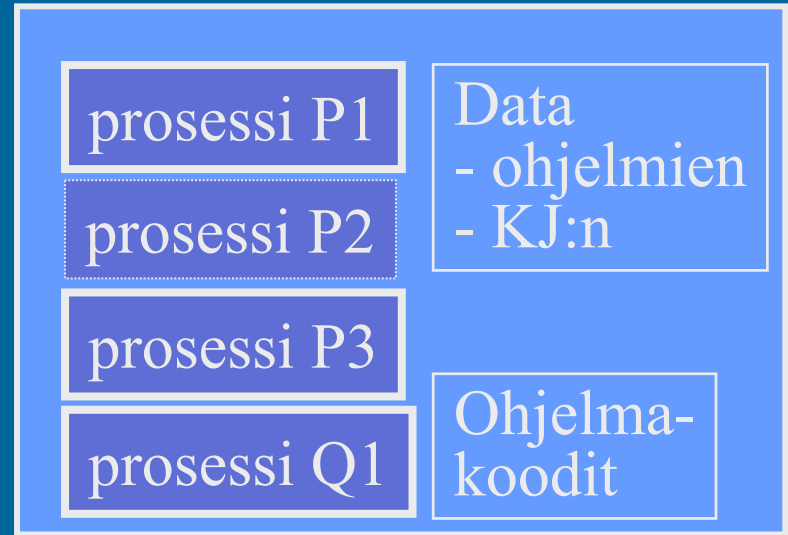 prosessi P1
prosessi P2
prosessi P3
prosessi Q1
Data
- ohjelmien
- KJ:n
Ohjelma-
koodit